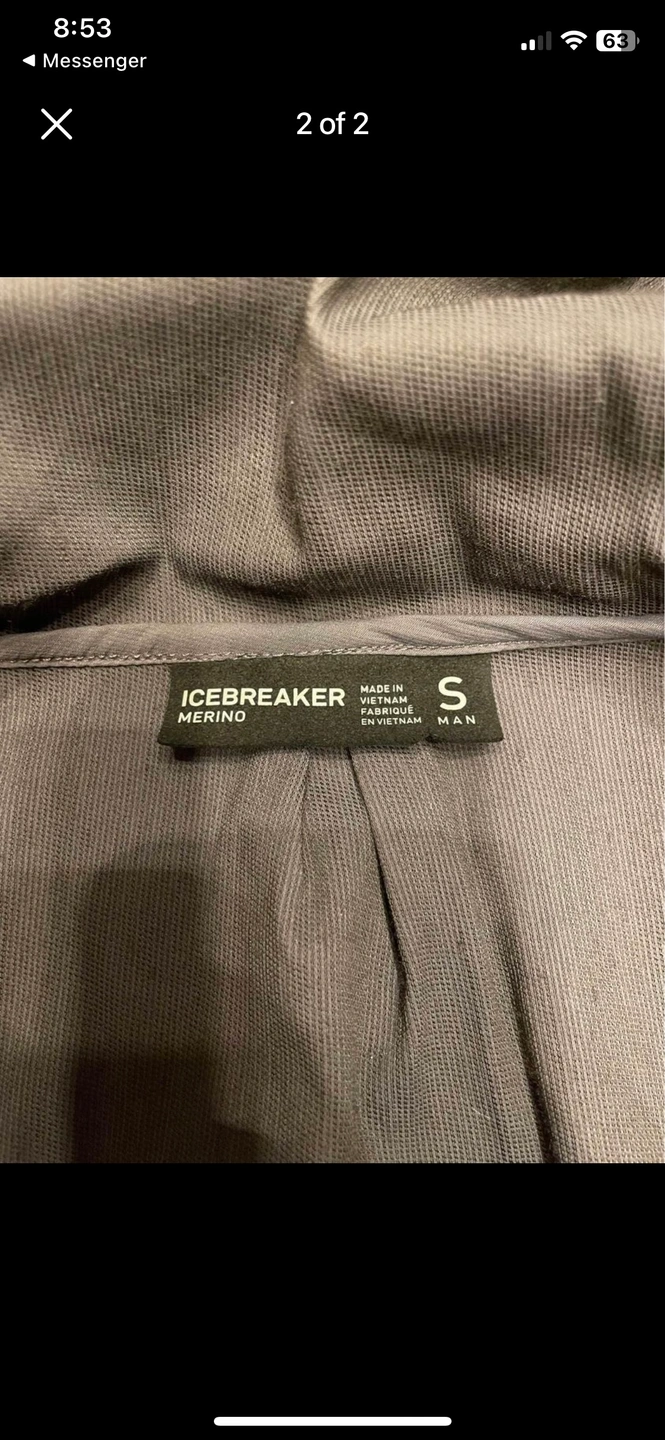 8:53
63
◀ Messenger
2 of 2
ICEBREAKER
MERINO
MADE IN
VIETNAM
FABRIQUÉ
EN VIETNAM
S
MAN